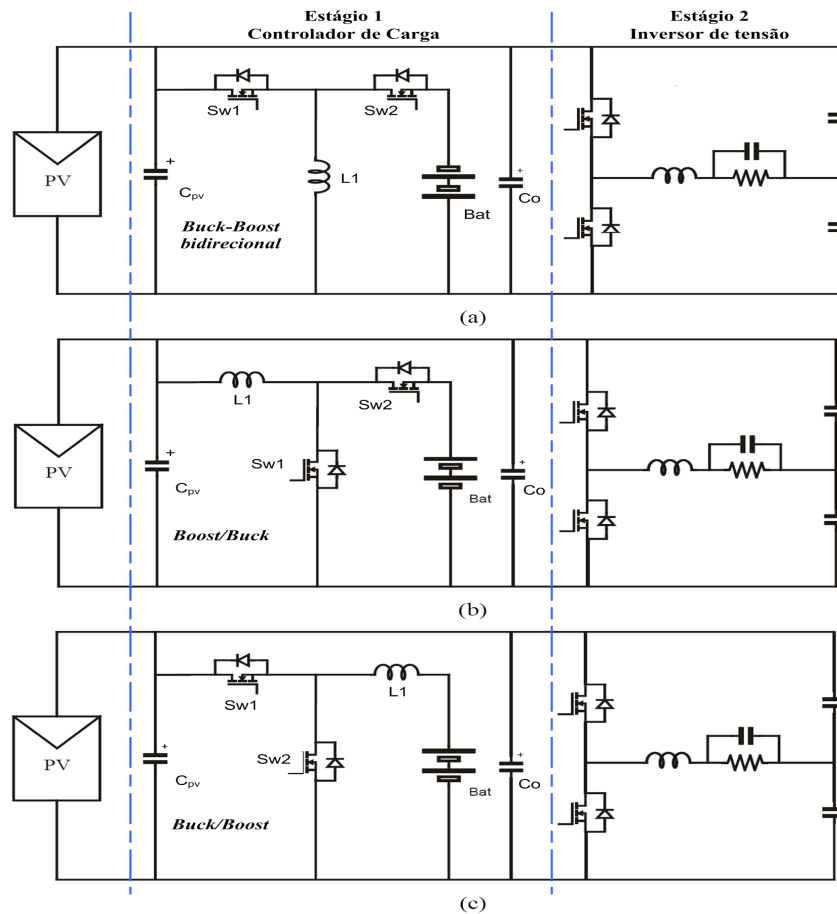 Estágio 1
Controlador de Carga
Estágio 2
Inversor de tensão
Sw1
Sw2
PV
+
Cpv
L1
Bat
+
Co
Buck-Boost
bidirecional
(a)
L1
Sw2
PV
+
Cpv
Sw1
Bat
+
Co
Boost/Buck
(b)
Sw1
L1
PV
+
Cpv
Sw2
Bat
+
Co
Buck/Boost
(c)